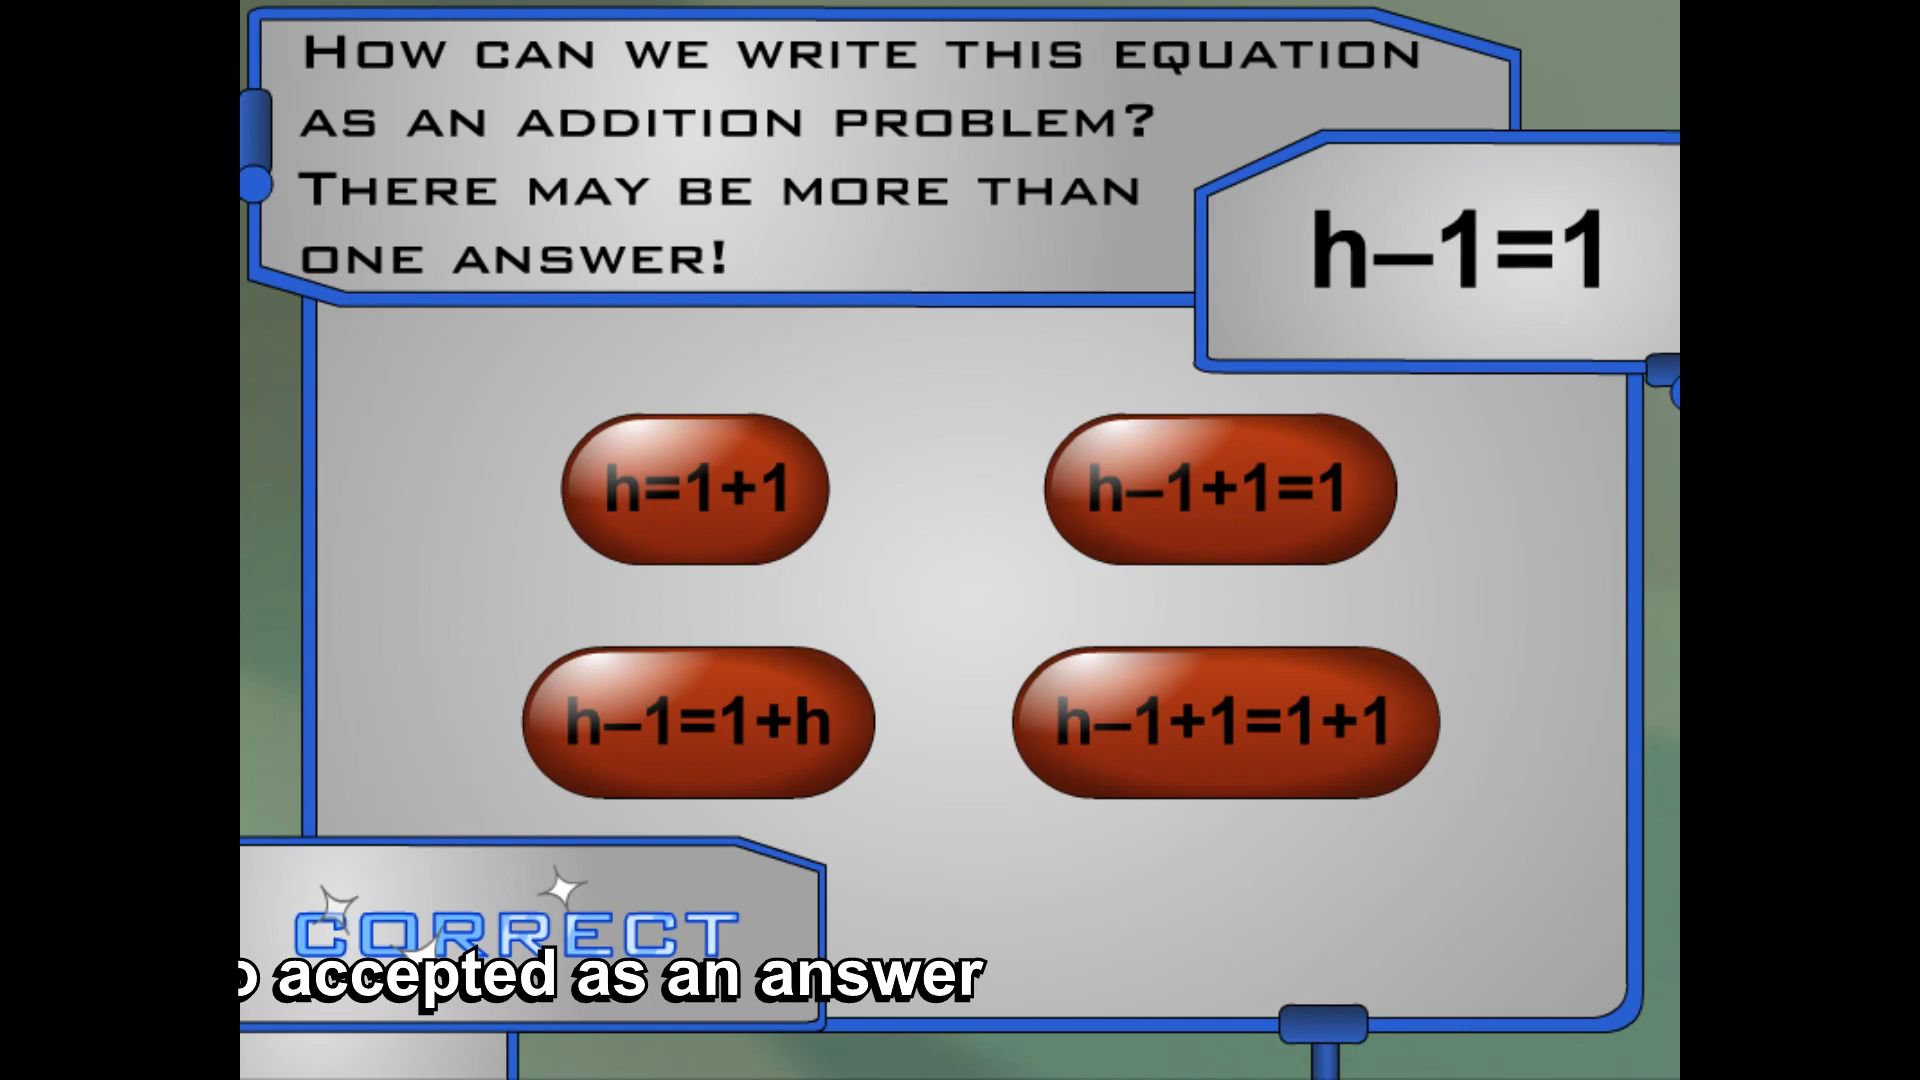 How can we write this equation
as an addition problem?
There may be more than
one answer!
h–1=1
h=1+1
h–1+1=1
h–1=1+h
h–1+1=1+1
CORRECT
accepted as an answer